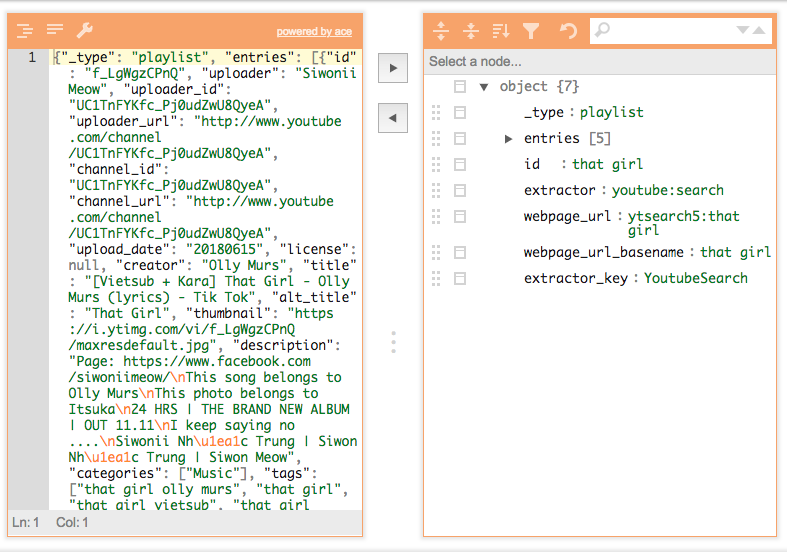 powered by ace
1 {"_type": "playlist", "entries": [{"id"
: "f_LgWgzCPnQ", "uploader": "Siwonii
Meow", "uploader_id":
"UC1TnFYKfc_Pj0udZwU8QyeA",
"uploader_url": "http://www.youtube
.com/channel
/UC1TnFYKfc_Pj0udZwU8QyeA",
"channel_id":
"UC1TnFYKfc_Pj0udZwU8QyeA",
"channel_url": "http://www.youtube
.com/channel
/UC1TnFYKfc_Pj0udZwU8QyeA",
"upload_date": "20180615", "license":
null, "creator": "Olly Murs", "title"
: "[Vietsub + Kara] That Girl - Olly
Murs (lyrics) - Tik Tok", "alt_title"
: "That Girl", "thumbnail": "https
://i.ytimg.com/vi/f_LgWgzCPnQ
/maxresdefault.jpg", "description":
"Page: https://www.facebook.com
/siwoniimeow/\nThis song belongs to
Olly Murs\nThis photo belongs to
Itsuka\n24 HRS | THE BRAND NEW ALBUM
| OUT 11.11\nI keep saying no
....\nSiwonii Nh\u1ea1c Trung | Siwon
Nh\u1ea1c Trung | Siwon Meow",
"categories": ["Music"], "tags":
["that girl olly murs", "that girl",
"that girl vietsub", "that girl
Ln: 1 Col: 1
Select a node...
object {7}
_type : playlist
entries [5]
id : that girl
extractor : youtube:search
webpage_url : ytsearch5:that
girl
webpage_url_basename : that girl
extractor_key : YoutubeSearch